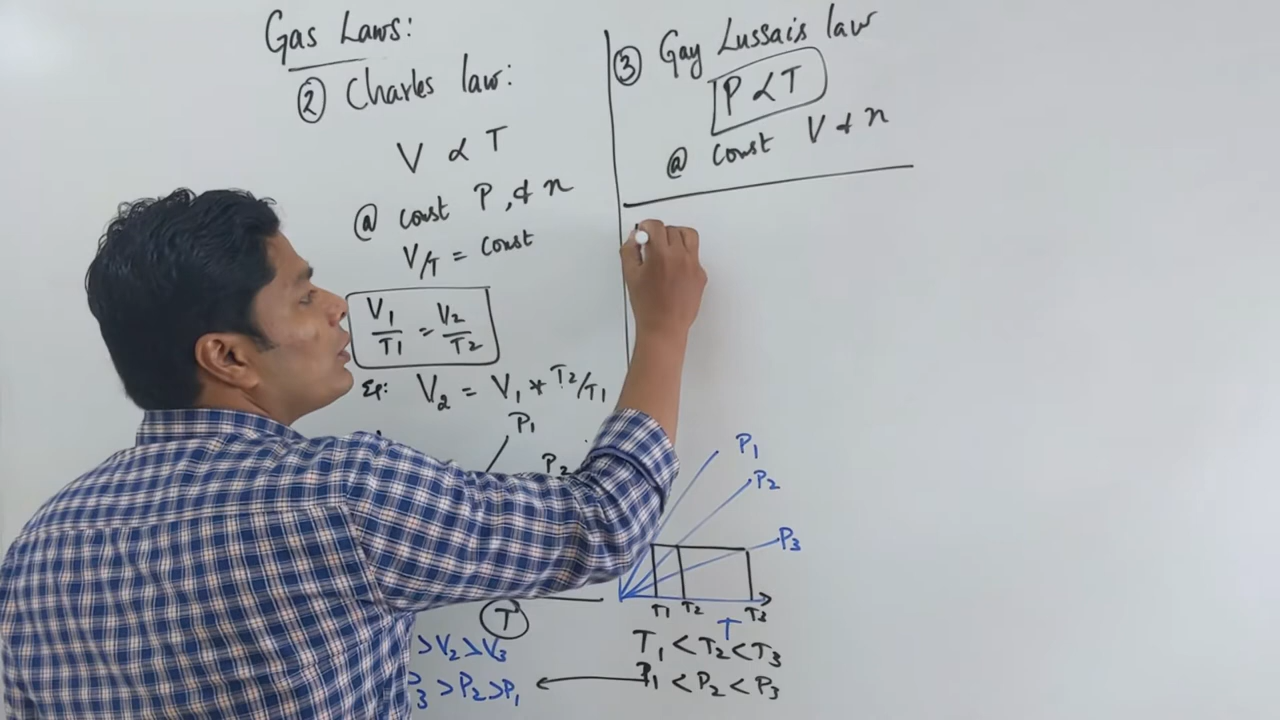 Gas Laws:
② Charles law:
V ∝ T
@ const P, & n
V/T = const
V1/T1 = V2/T2
V2 = V1 * T2/T1
P1
P2
T
>V2>V3
3 >P2>P1
③ Gay Lussais law
P ∝ T
@ const V & n
P1
P2
P3
T1 T2 T3
T
T1 < T2 < T3
P1 < P2 < P3